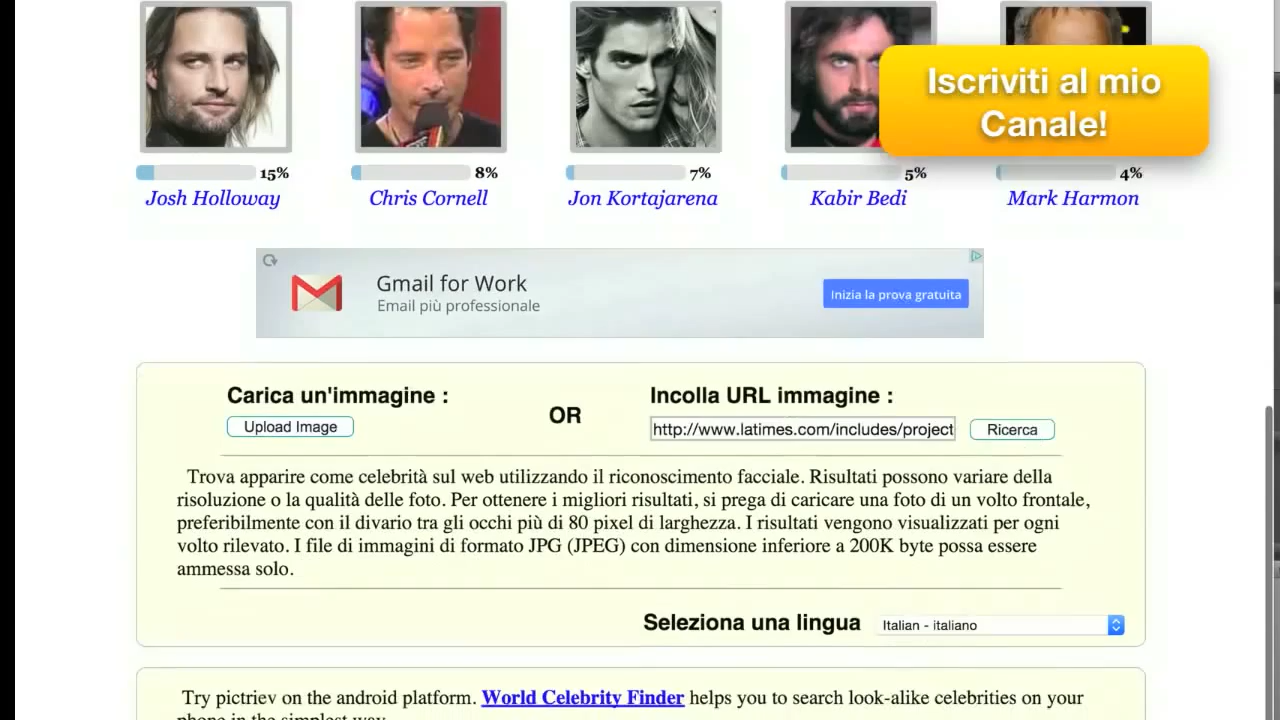 Iscriviti al mio
Canale!
15%
8%
7%
5%
4%
Josh Holloway
Chris Cornell
Jon Kortajarena
Kabir Bedi
Mark Harmon
Gmail for Work
Email più professionale
Inizia la prova gratuita
Carica un'immagine :
OR
Incolla URL immagine :
Upload Image
http://www.latimes.com/includes/project
Ricerca
Trova apparire come celebrità sul web utilizzando il riconoscimento facciale. Risultati possono variare della
risoluzione o la qualità delle foto. Per ottenere i migliori risultati, si prega di caricare una foto di un volto frontale,
preferibilmente con il divario tra gli occhi più di 80 pixel di larghezza. I risultati vengono visualizzati per ogni
volto rilevato. I file di immagini di formato JPG (JPEG) con dimensione inferiore a 200K byte possa essere
ammessa solo.
Seleziona una lingua
Italian - italiano
Try pictriev on the android platform. World Celebrity Finder helps you to search look-alike celebrities on your
phone in the simplest way.